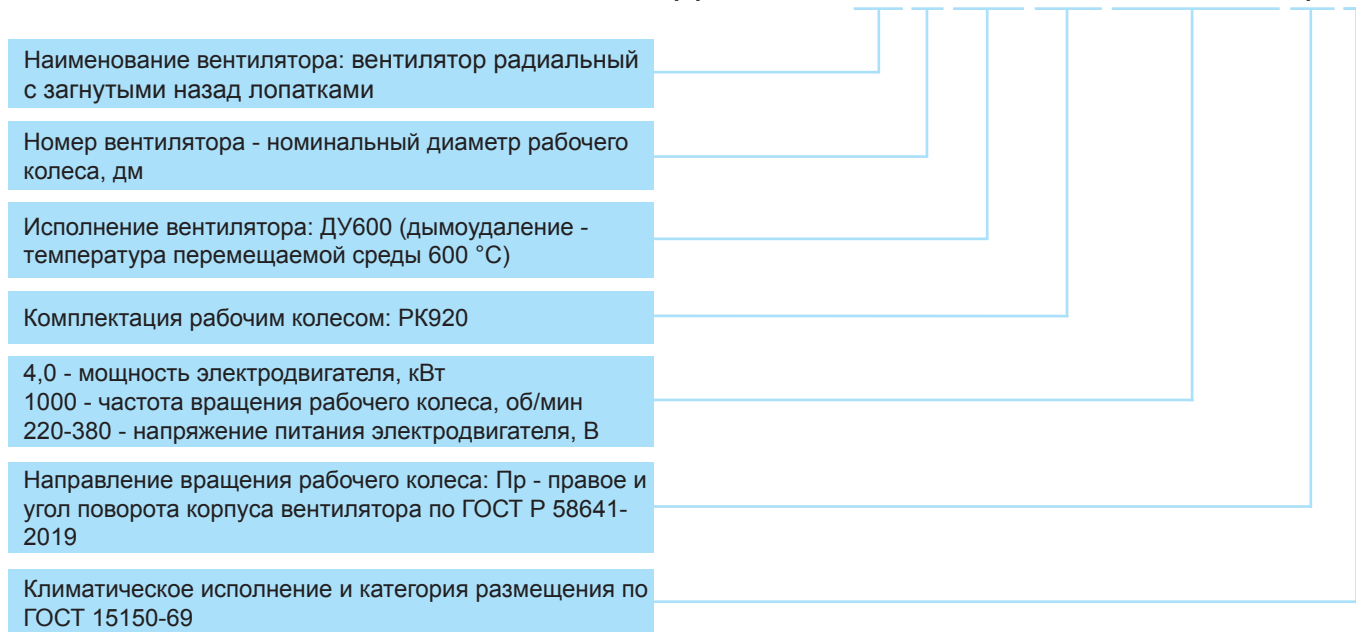 Наименование вентилятора: вентилятор радиальный
с загнутыми назад лопатками
Номер вентилятора - номинальный диаметр рабочего
колеса, дм
Исполнение вентилятора: ДУ600 (дымоудаление -
температура перемещаемой среды 600 °С)
Комплектация рабочим колесом: РК920
4,0 - мощность электродвигателя, кВт
1000 - частота вращения рабочего колеса, об/мин
220-380 - напряжение питания электродвигателя, В
Направление вращения рабочего колеса: Пр - правое и
угол поворота корпуса вентилятора по ГОСТ Р 58641-
2019
Климатическое исполнение и категория размещения по
ГОСТ 15150-69